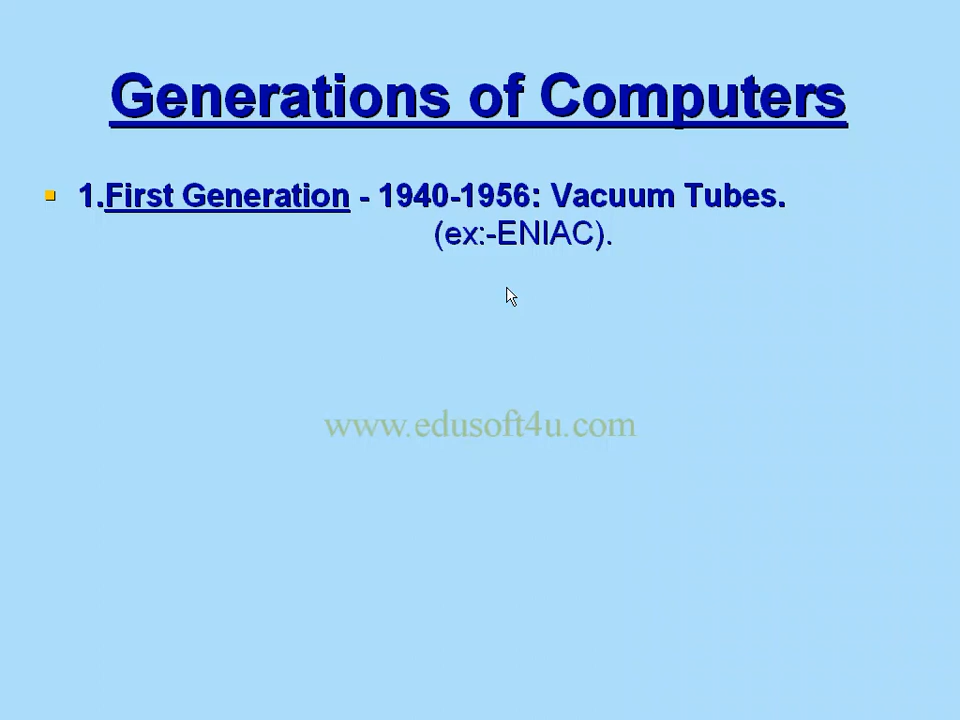 Generations of Computers
1.First Generation - 1940-1956: Vacuum Tubes.
(ex:-ENIAC).
www.edusoft4u.com